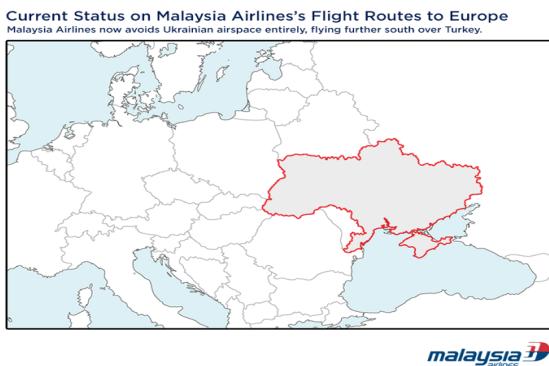 Current Status on Malaysia Airlines's Flight Routes to Europe
Malaysia Airlines now avoids Ukrainian airspace entirely, flying further south over Turkey.
malaysia
airlines